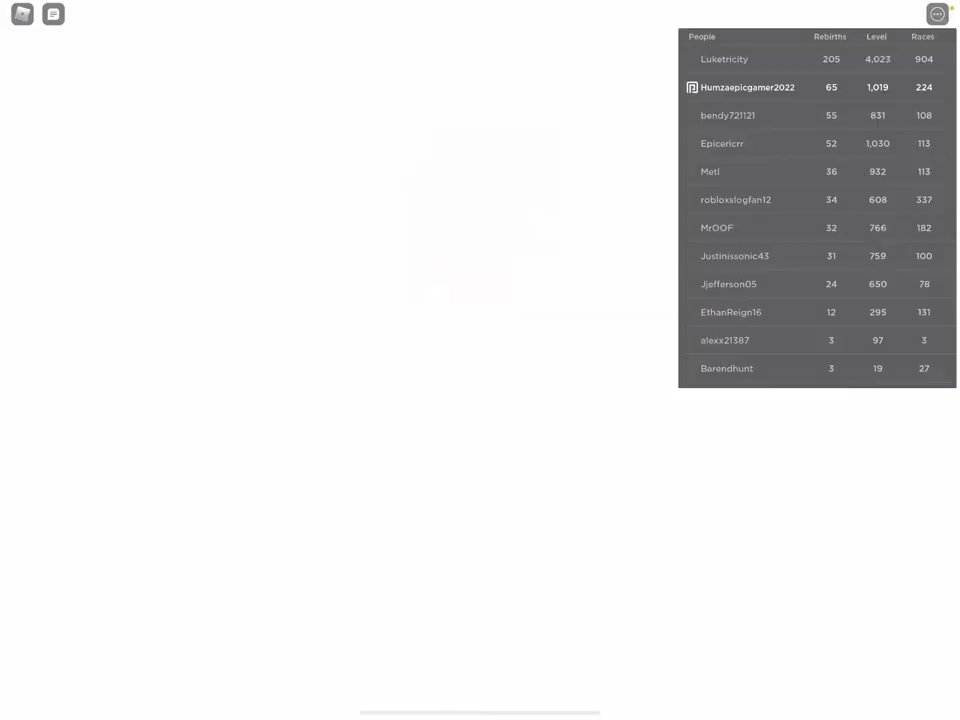 People Rebirths Level Races
Luketricity 205 4,023 904
Humzaepicgamer2022 65 1,019 224
bendy721121 55 831 108
Epicericrr 52 1,030 113
Metl 36 932 113
robloxslogfan12 34 608 337
MrOOF 32 766 182
Justinissonic43 31 759 100
Jjefferson05 24 650 78
EthanReign16 12 295 131
alexx21387 3 97 3
Barendhunt 3 19 27